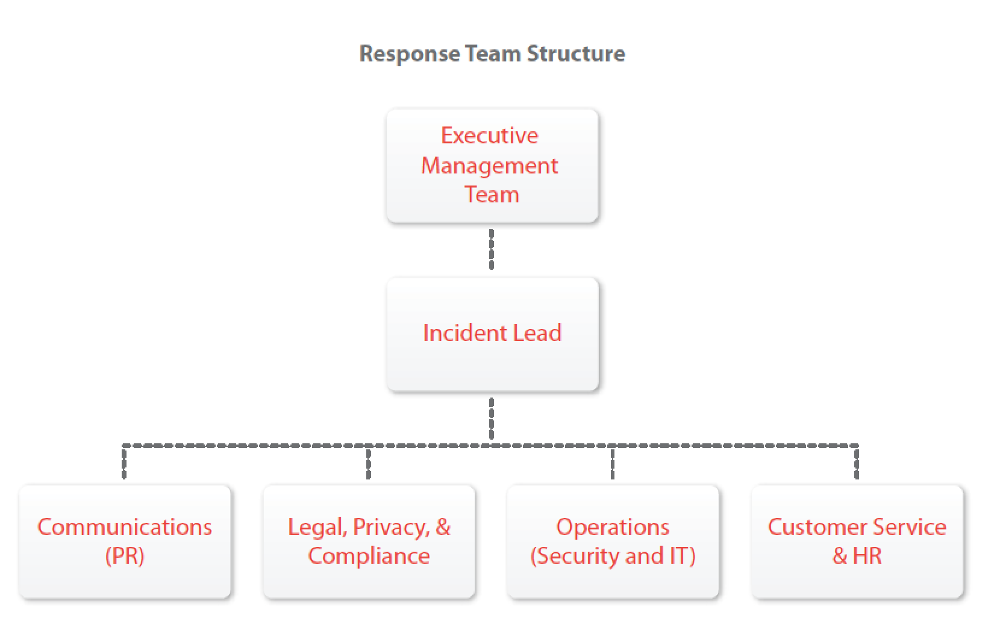 Response Team Structure
Executive
Management
Team
Incident Lead
Communications
(PR)
Legal, Privacy, &
Compliance
Operations
(Security and IT)
Customer Service
& HR